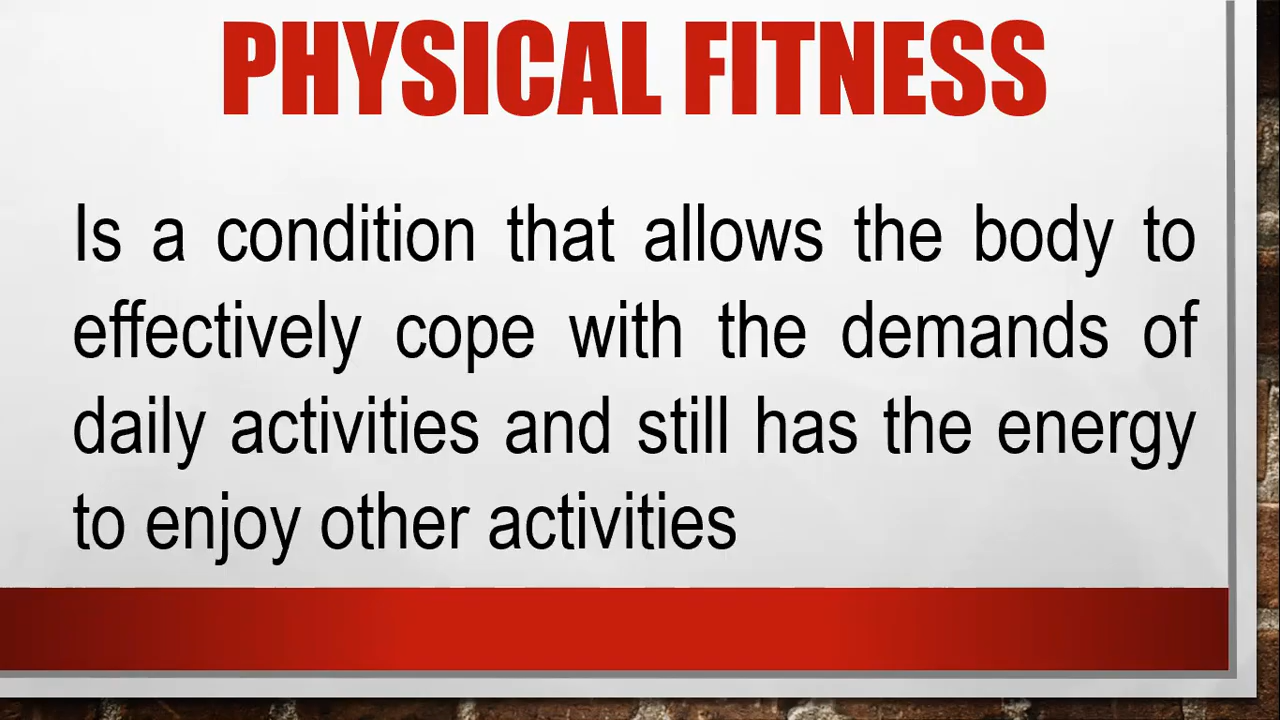 PHYSICAL FITNESS
Is a condition that allows the body to
effectively cope with the demands of
daily activities and still has the energy
to enjoy other activities